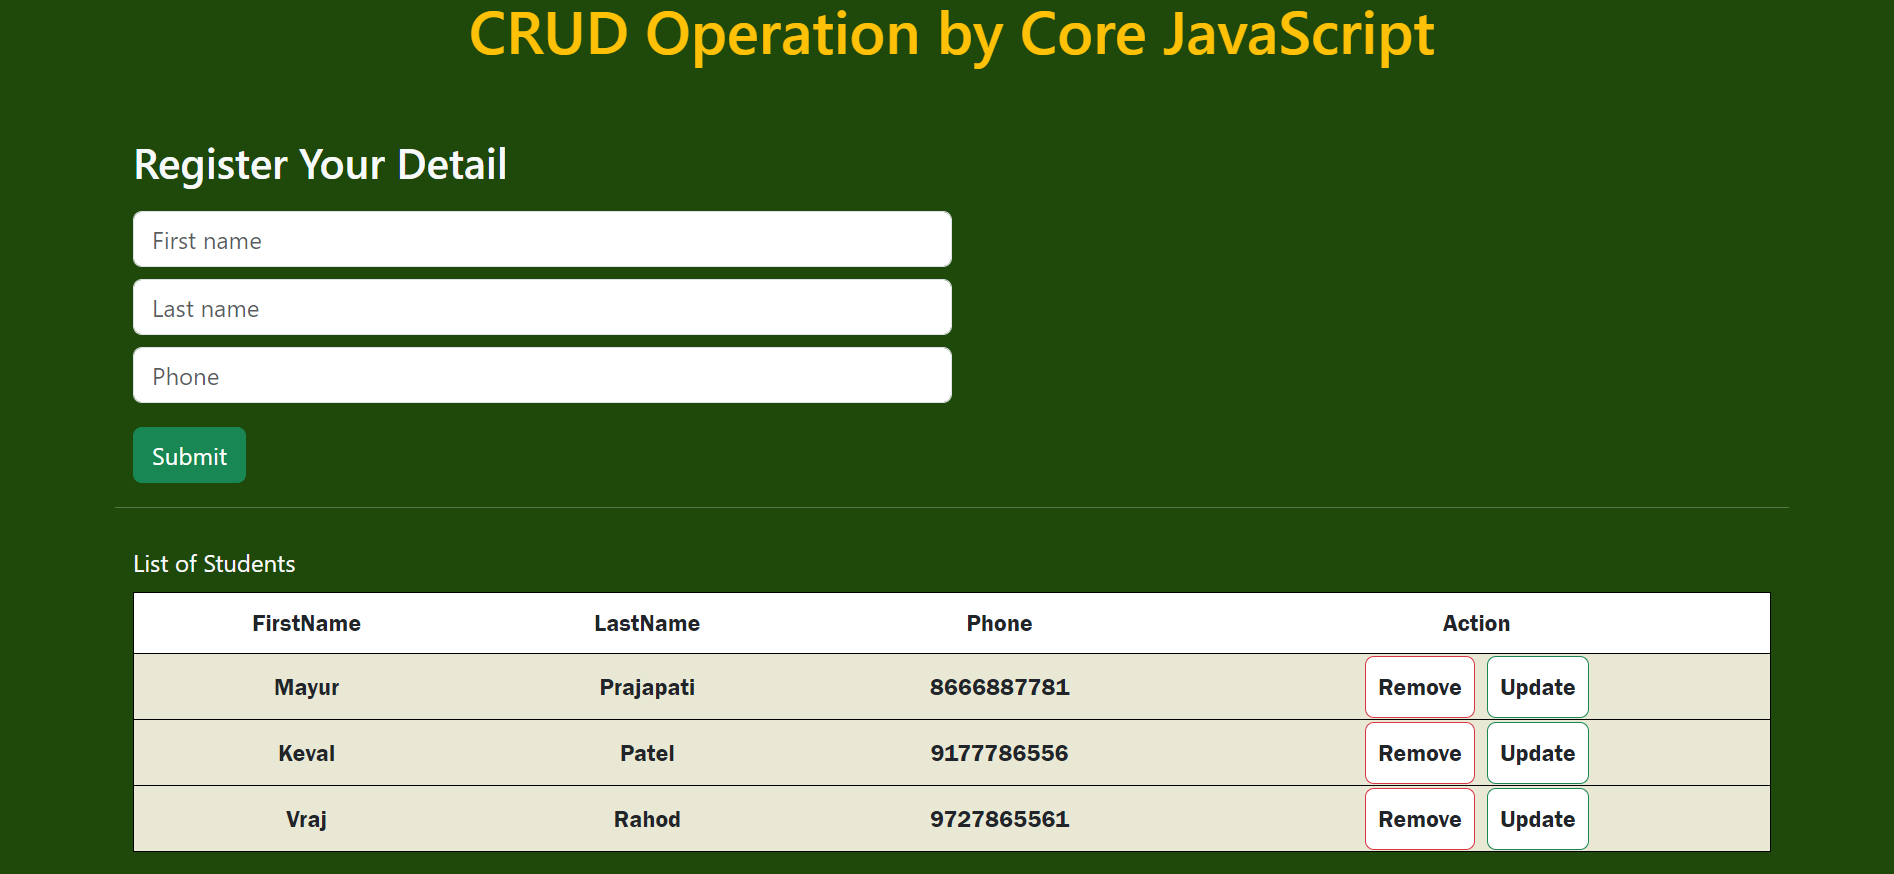 CRUD Operation by Core JavaScript
Register Your Detail
First name
Last name
Phone
Submit
List of Students
FirstName LastName Phone Action
Mayur Prajapati 8666887781 Remove Update
Keval Patel 9177786556 Remove Update
Vraj Rahod 9727865561 Remove Update